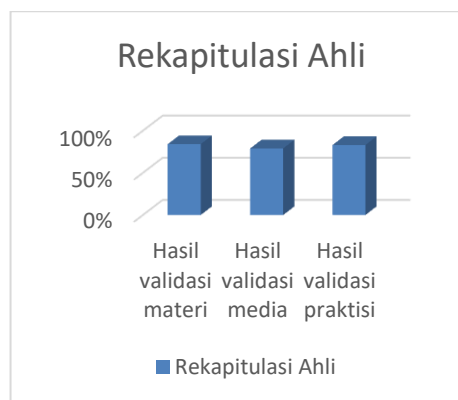 Rekapitulasi Ahli
100%
50%
0%
Hasil validasi materi
Hasil validasi media
Hasil validasi praktisi
Rekapitulasi Ahli